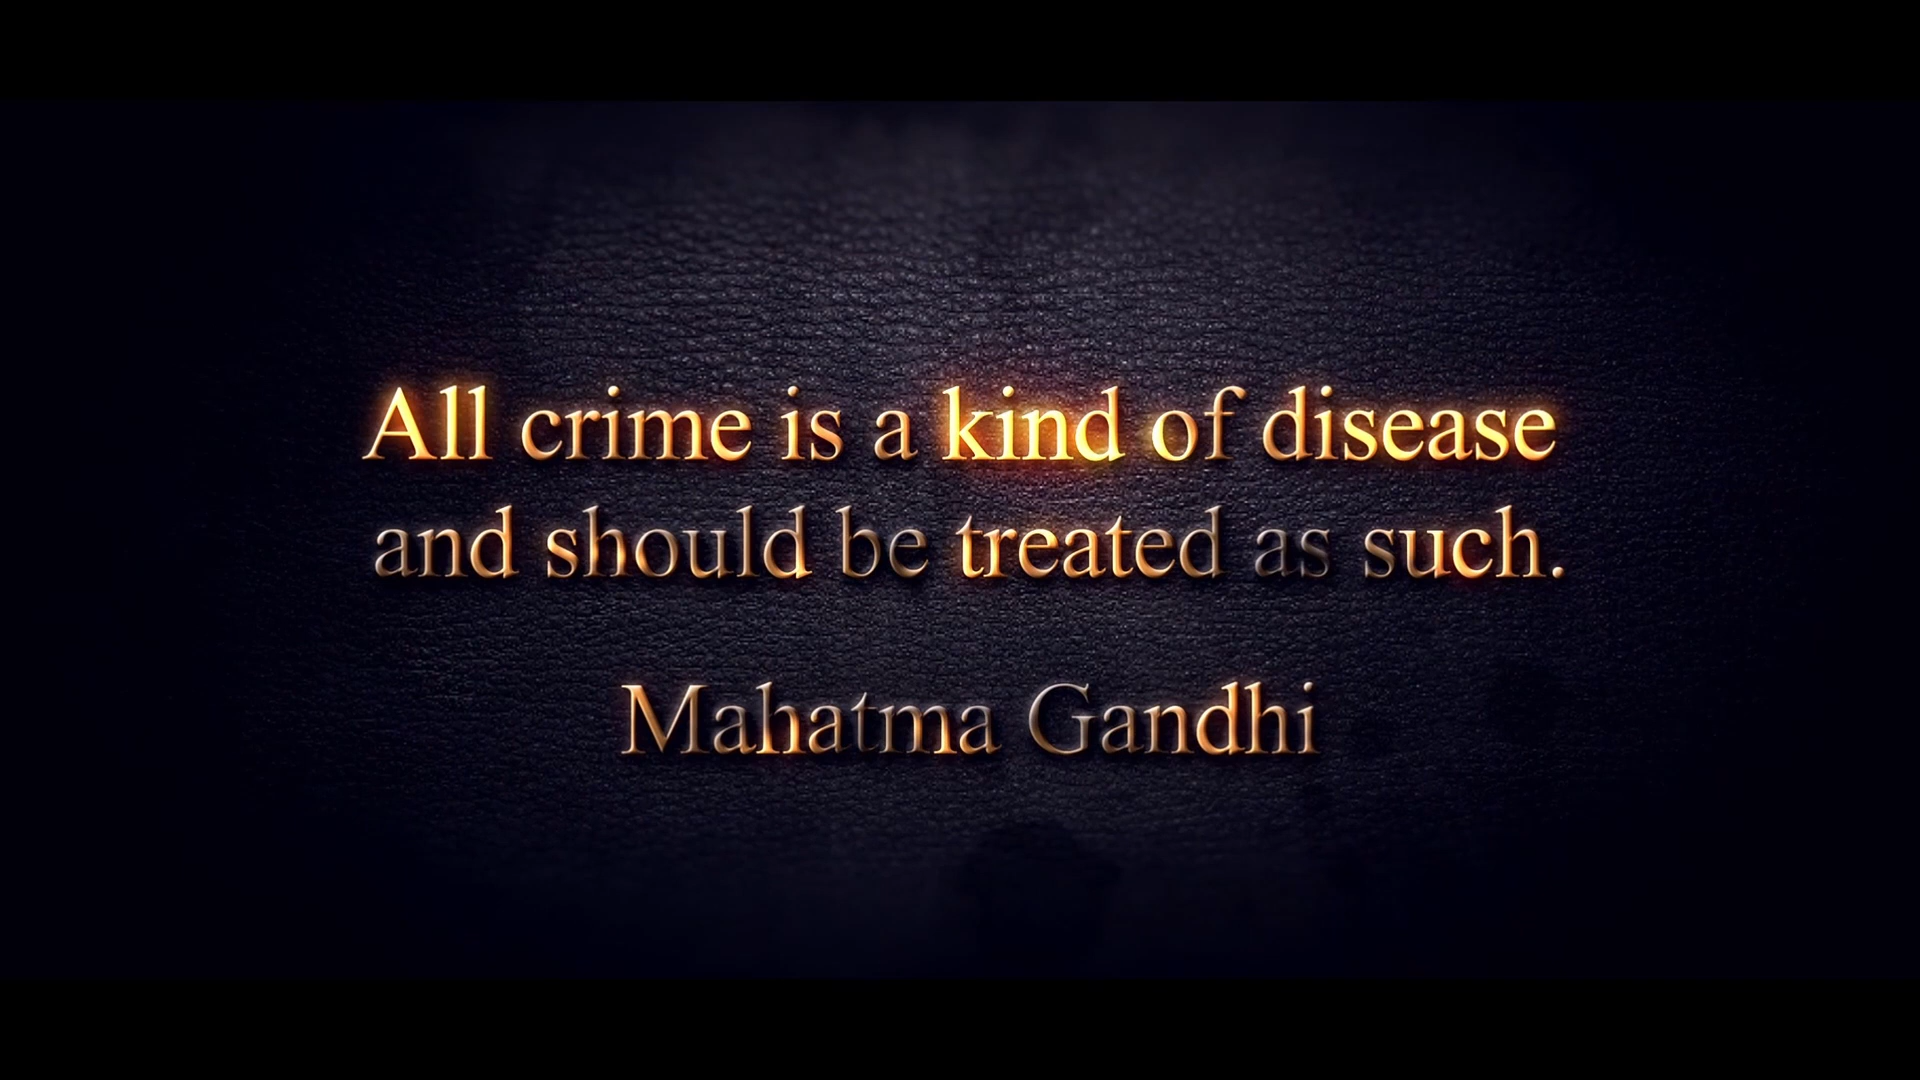 All crime is a kind of disease
and should be treated as such.
Mahatma Gandhi